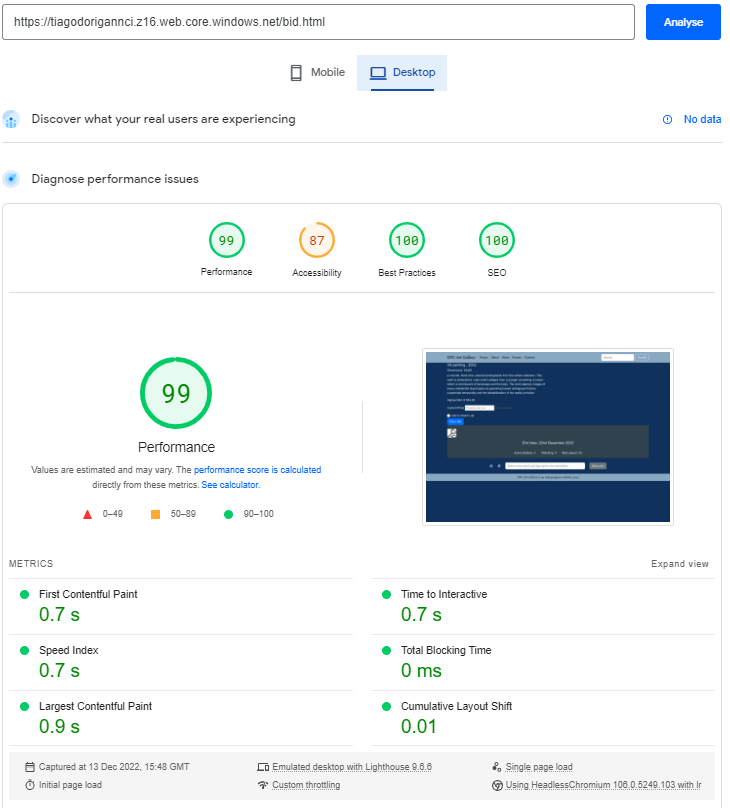 https://tiagodorigannci.z16.web.core.windows.net/bid.html
Analyse
Mobile
Desktop
Discover what your real users are experiencing
No data
Diagnose performance issues
99
87
100
100
Performance
Accessibility
Best Practices
SEO
99
Performance
Values are estimated and may vary. The performance score is calculated
directly from these metrics. See calculator.
0–49
50–89
90–100
METRICS
Expand view
First Contentful Paint
0.7 s
Time to Interactive
0.7 s
Speed Index
0.7 s
Total Blocking Time
0 ms
Largest Contentful Paint
0.9 s
Cumulative Layout Shift
0.01
Captured at 13 Dec 2022, 15:48 GMT
Emulated desktop with Lighthouse 9.6.6
Single page load
Initial page load
Custom throttling
Using HeadlessChromium 106.0.5249.103 with lr